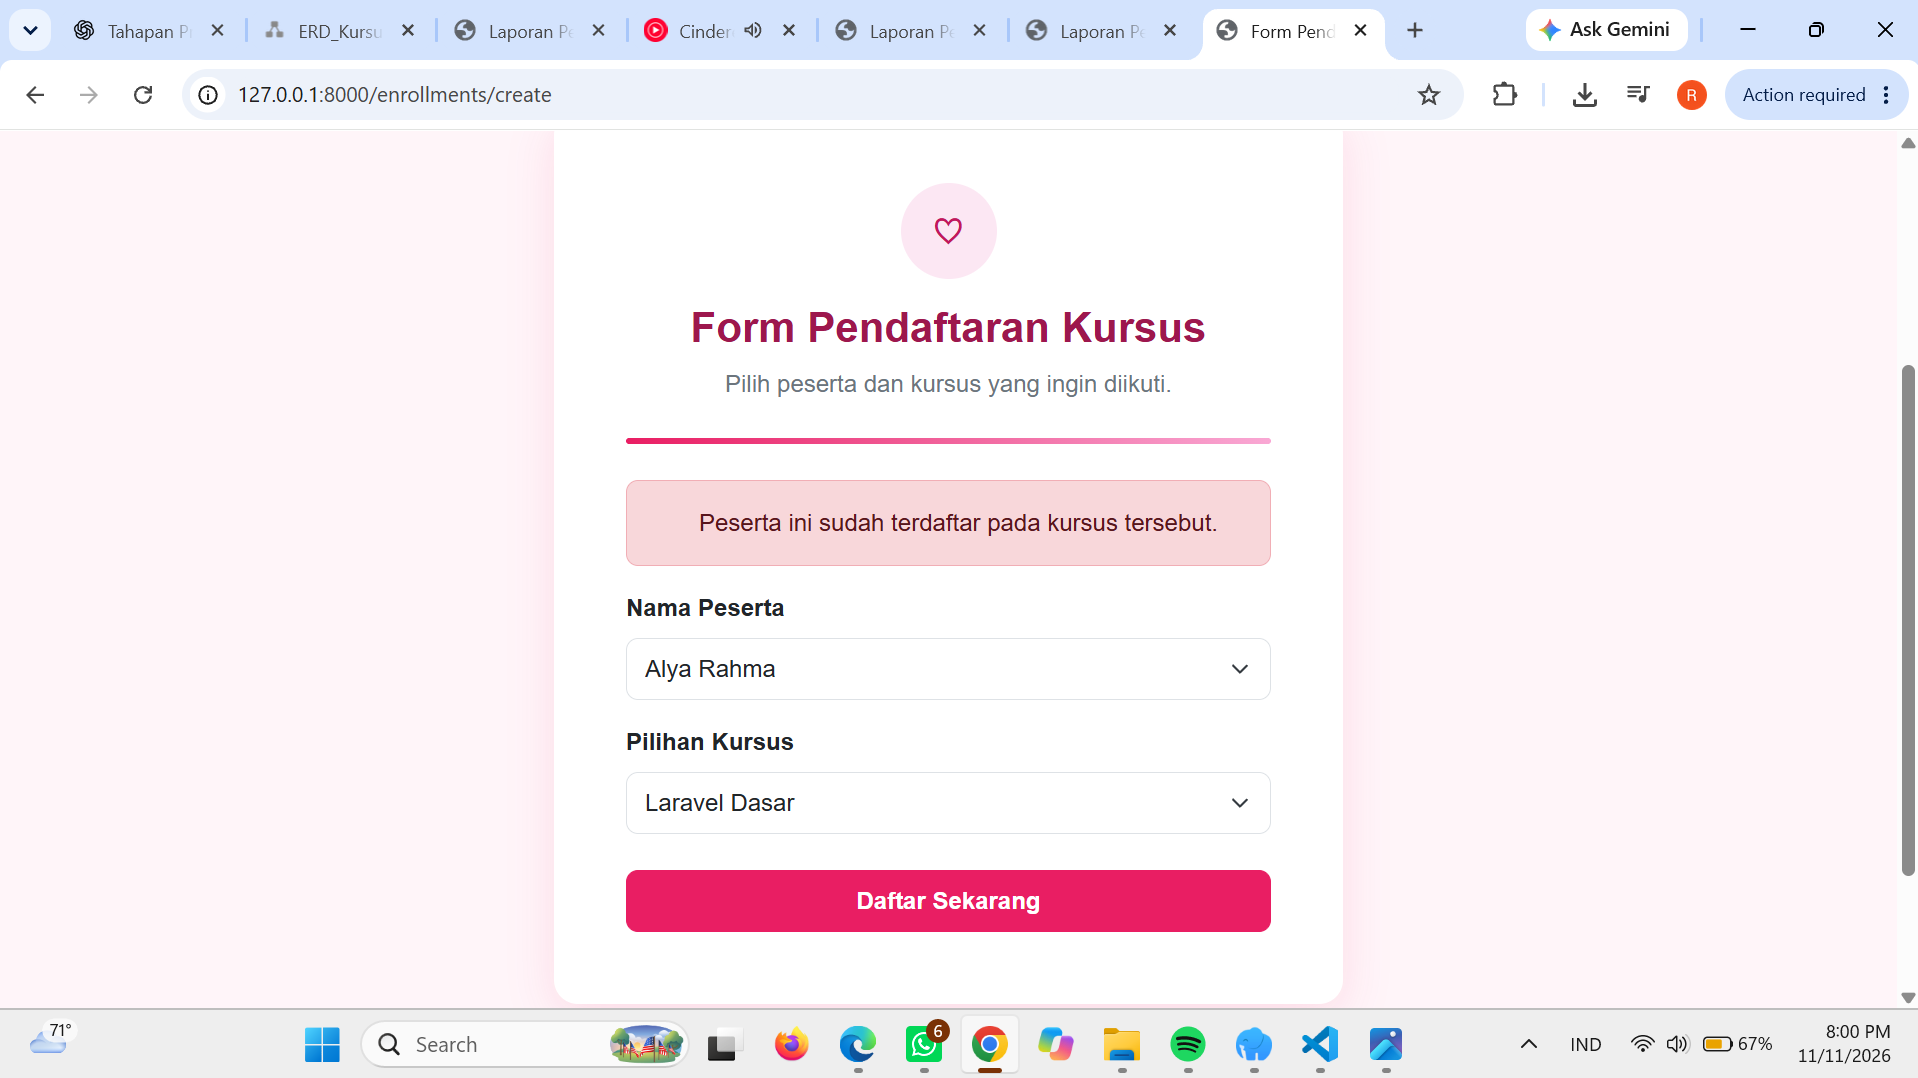 Tahapan P
ERD_Kursu
Laporan Pe
Cinder
Laporan Pe
Laporan Pe
Form Pend
Ask Gemini
127.0.0.1:8000/enrollments/create
R
Action required
Form Pendaftaran Kursus
Pilih peserta dan kursus yang ingin diikuti.
Peserta ini sudah terdaftar pada kursus tersebut.
Nama Peserta
Alya Rahma
Pilihan Kursus
Laravel Dasar
Daftar Sekarang
71°
Search
6
IND
67%
8:00 PM
11/11/2026